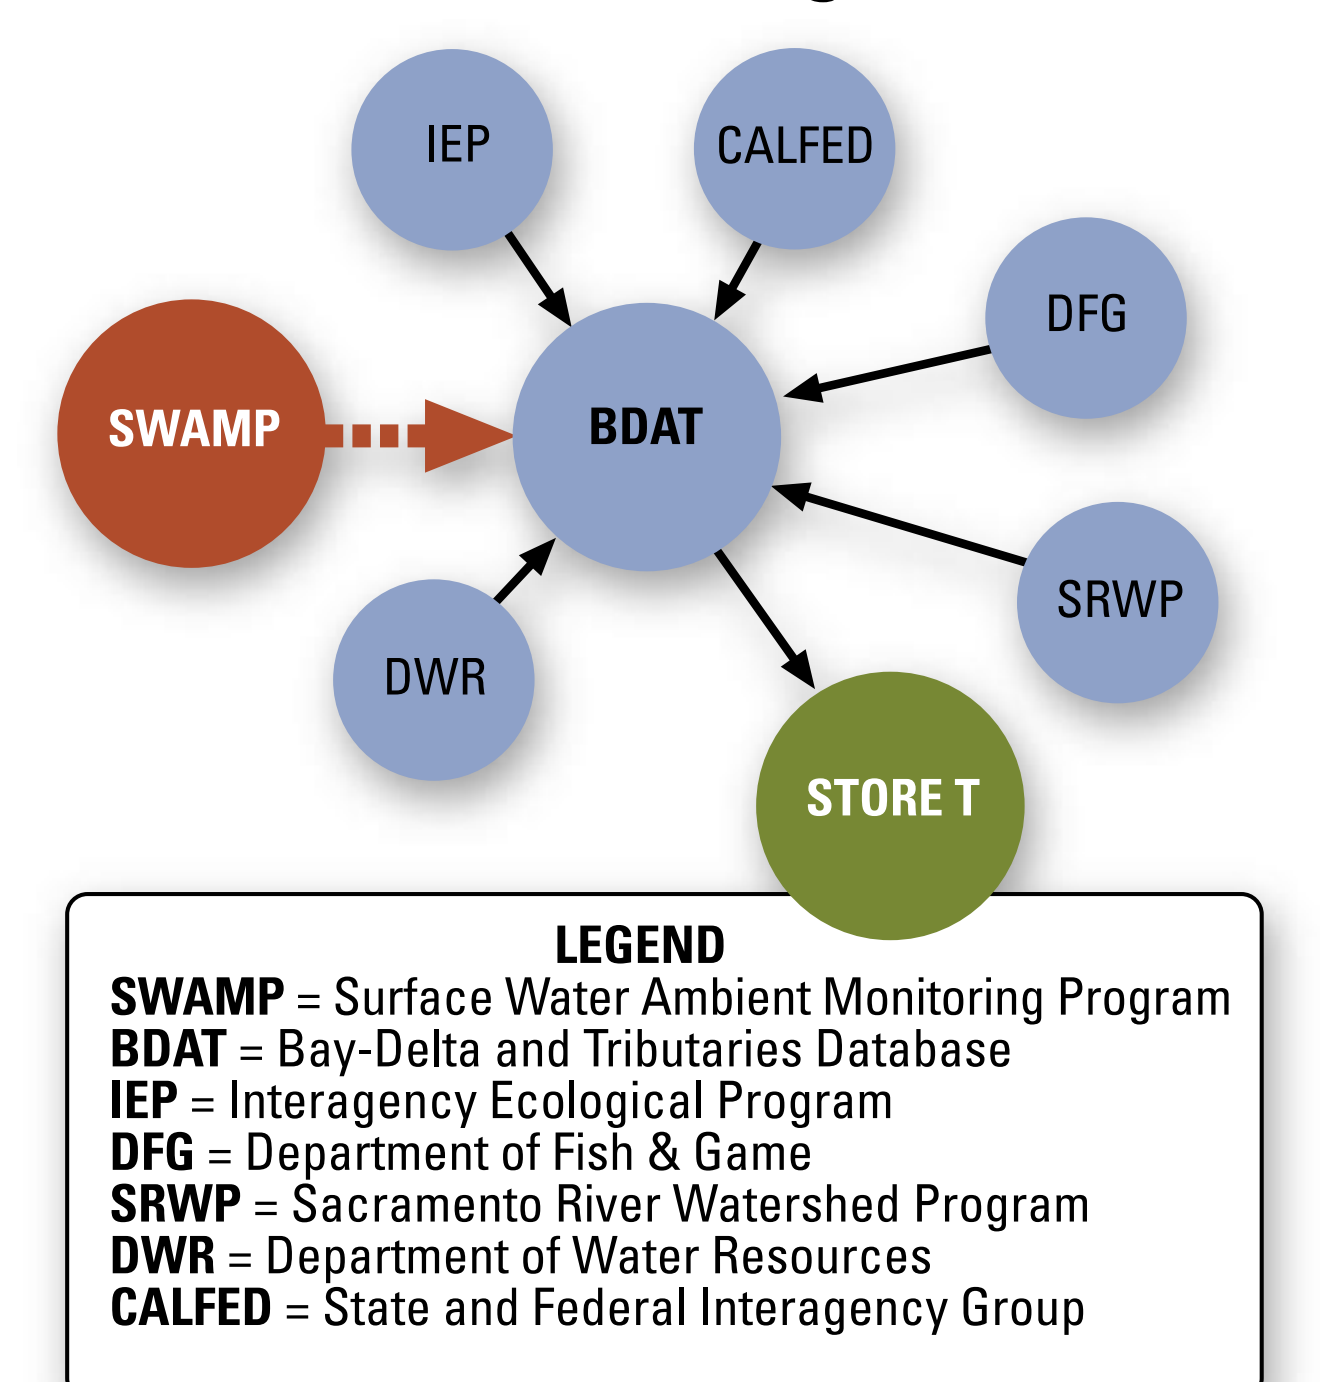 IEP
CALFED
DFG
SWAMP
BDAT
SRWP
DWR
STORE T
LEGEND
SWAMP = Surface Water Ambient Monitoring Program
BDAT = Bay-Delta and Tributaries Database
IEP = Interagency Ecological Program
DFG = Department of Fish & Game
SRWP = Sacramento River Watershed Program
DWR = Department of Water Resources
CALFED = State and Federal Interagency Group